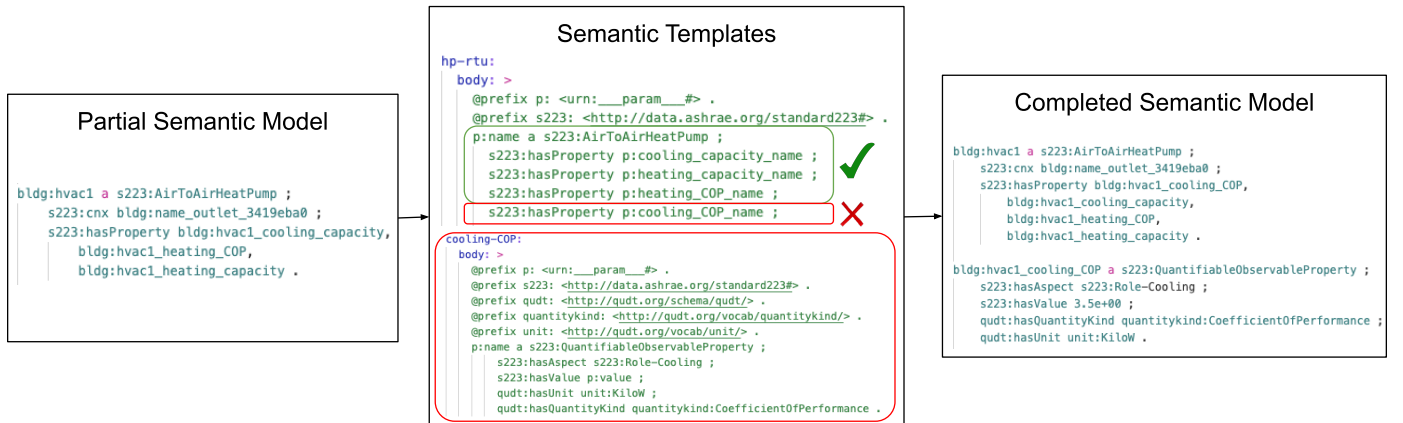 Partial Semantic Model
bldg:hvac1 a s223:AirToAirHeatPump ;
s223:cnx bldg:name_outlet_3419eba0 ;
s223:hasProperty bldg:hvac1_cooling_capacity,
bldg:hvac1_heating_COP,
bldg:hvac1_heating_capacity .
Semantic Templates
hp-rtu:
body: >
@prefix p: <urn:___param___#> .
@prefix s223: <http://data.ashrae.org/standard223#> .
p:name a s223:AirToAirHeatPump ;
s223:hasProperty p:cooling_capacity_name ;
s223:hasProperty p:heating_capacity_name ;
s223:hasProperty p:heating_COP_name ;
s223:hasProperty p:cooling_COP_name ;
cooling-COP:
body: >
@prefix p: <urn:___param___#> .
@prefix s223: <http://data.ashrae.org/standard223#> .
@prefix qudt: <http://qudt.org/schema/qudt/> .
@prefix quantitykind: <http://qudt.org/vocab/quantitykind/> .
@prefix unit: <http://qudt.org/vocab/unit/> .
p:name a s223:QuantifiableObservableProperty ;
s223:hasAspect s223:Role-Cooling ;
s223:hasValue p:value ;
qudt:hasUnit unit:KiloW ;
qudt:hasQuantityKind quantitykind:CoefficientOfPerformance .
Completed Semantic Model
bldg:hvac1 a s223:AirToAirHeatPump ;
s223:cnx bldg:name_outlet_3419eba0 ;
s223:hasProperty bldg:hvac1_cooling_COP,
bldg:hvac1_cooling_capacity,
bldg:hvac1_heating_COP,
bldg:hvac1_heating_capacity .
bldg:hvac1_cooling_COP a s223:QuantifiableObservableProperty ;
s223:hasAspect s223:Role-Cooling ;
s223:hasValue 3.5e+00 ;
qudt:hasQuantityKind quantitykind:CoefficientOfPerformance ;
qudt:hasUnit unit:KiloW .